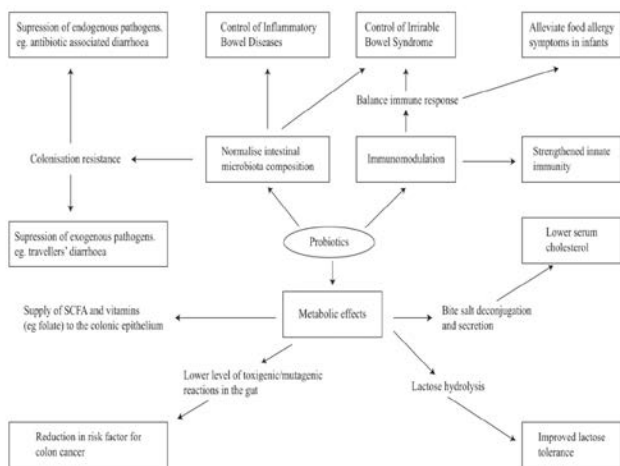 Supression of endogenous pathogens.
eg. antibiotic associated diarrhoea
Control of Inflammatory
Bowel Diseases
Control of Irrirable
Bowel Syndrome
Alleviate food allergy
symptoms in infants
Balance immune response
Colonisation resistance
Normalise intestinal
microbiota composition
Immunomodulation
Strengthened innate
immunity
Supression of exogenous pathogens.
eg. travellers' diarrhoea
Probiotics
Lower serum
cholesterol
Supply of SCFA and vitamins
(eg folate) to the colonic epithelium
Metabolic effects
Bite salt deconjugation
and secretion
Lower level of toxigenic/mutagenic
reactions in the gut
Lactose hydrolysis
Reduction in risk factor for
colon cancer
Improved lactose
tolerance